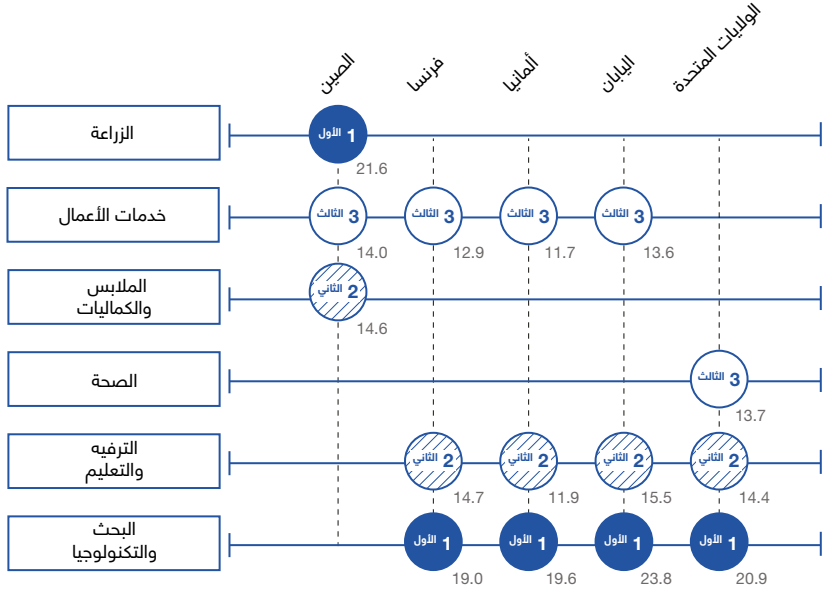 الصين
فرنسا
ألمانيا
اليابان
الولايات المتحدة
الزراعة
1 الأول
21.6
خدمات الأعمال
3 الثالث
3 الثالث
3 الثالث
3 الثالث
14.0
12.9
11.7
13.6
الملابس
والكماليات
2 الثاني
14.6
الصحة
3 الثالث
13.7
الترفيه
والتعليم
2 الثاني
2 الثاني
2 الثاني
2 الثاني
14.7
11.9
15.5
14.4
البحث
والتكنولوجيا
1 الأول
1 الأول
1 الأول
1 الأول
19.0
19.6
23.8
20.9